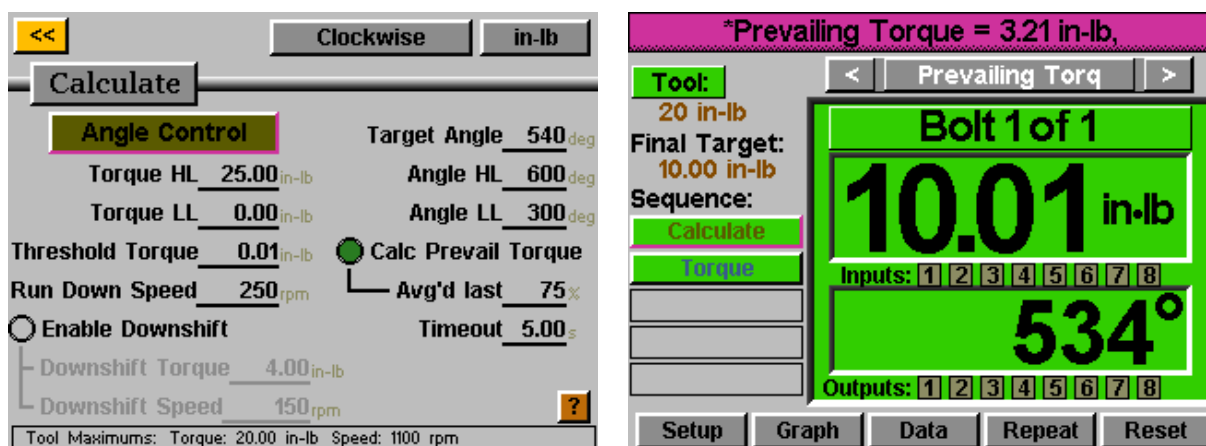 << Clockwise in-lb
Calculate
Angle Control Target Angle 540 deg
Torque HL 25.00 in-lb Angle HL 600 deg
Torque LL 0.00 in-lb Angle LL 300 deg
Threshold Torque 0.01 in-lb Calc Prevail Torque
Run Down Speed 250 rpm Avg'd last 75 %
Enable Downshift Timeout 5.00 s
Downshift Torque 4.00 in-lb
Downshift Speed 150 rpm ?
Tool Maximums: Torque: 20.00 in-lb Speed: 1100 rpm
*Prevailing Torque = 3.21 in-lb,
Tool: < Prevailing Torq >
20 in-lb
Bolt 1 of 1
Final Target:
10.00 in-lb
10.01 in•lb
Sequence:
Calculate
Torque
Inputs: 1 2 3 4 5 6 7 8
534°
Outputs: 1 2 3 4 5 6 7 8
Setup Graph Data Repeat Reset